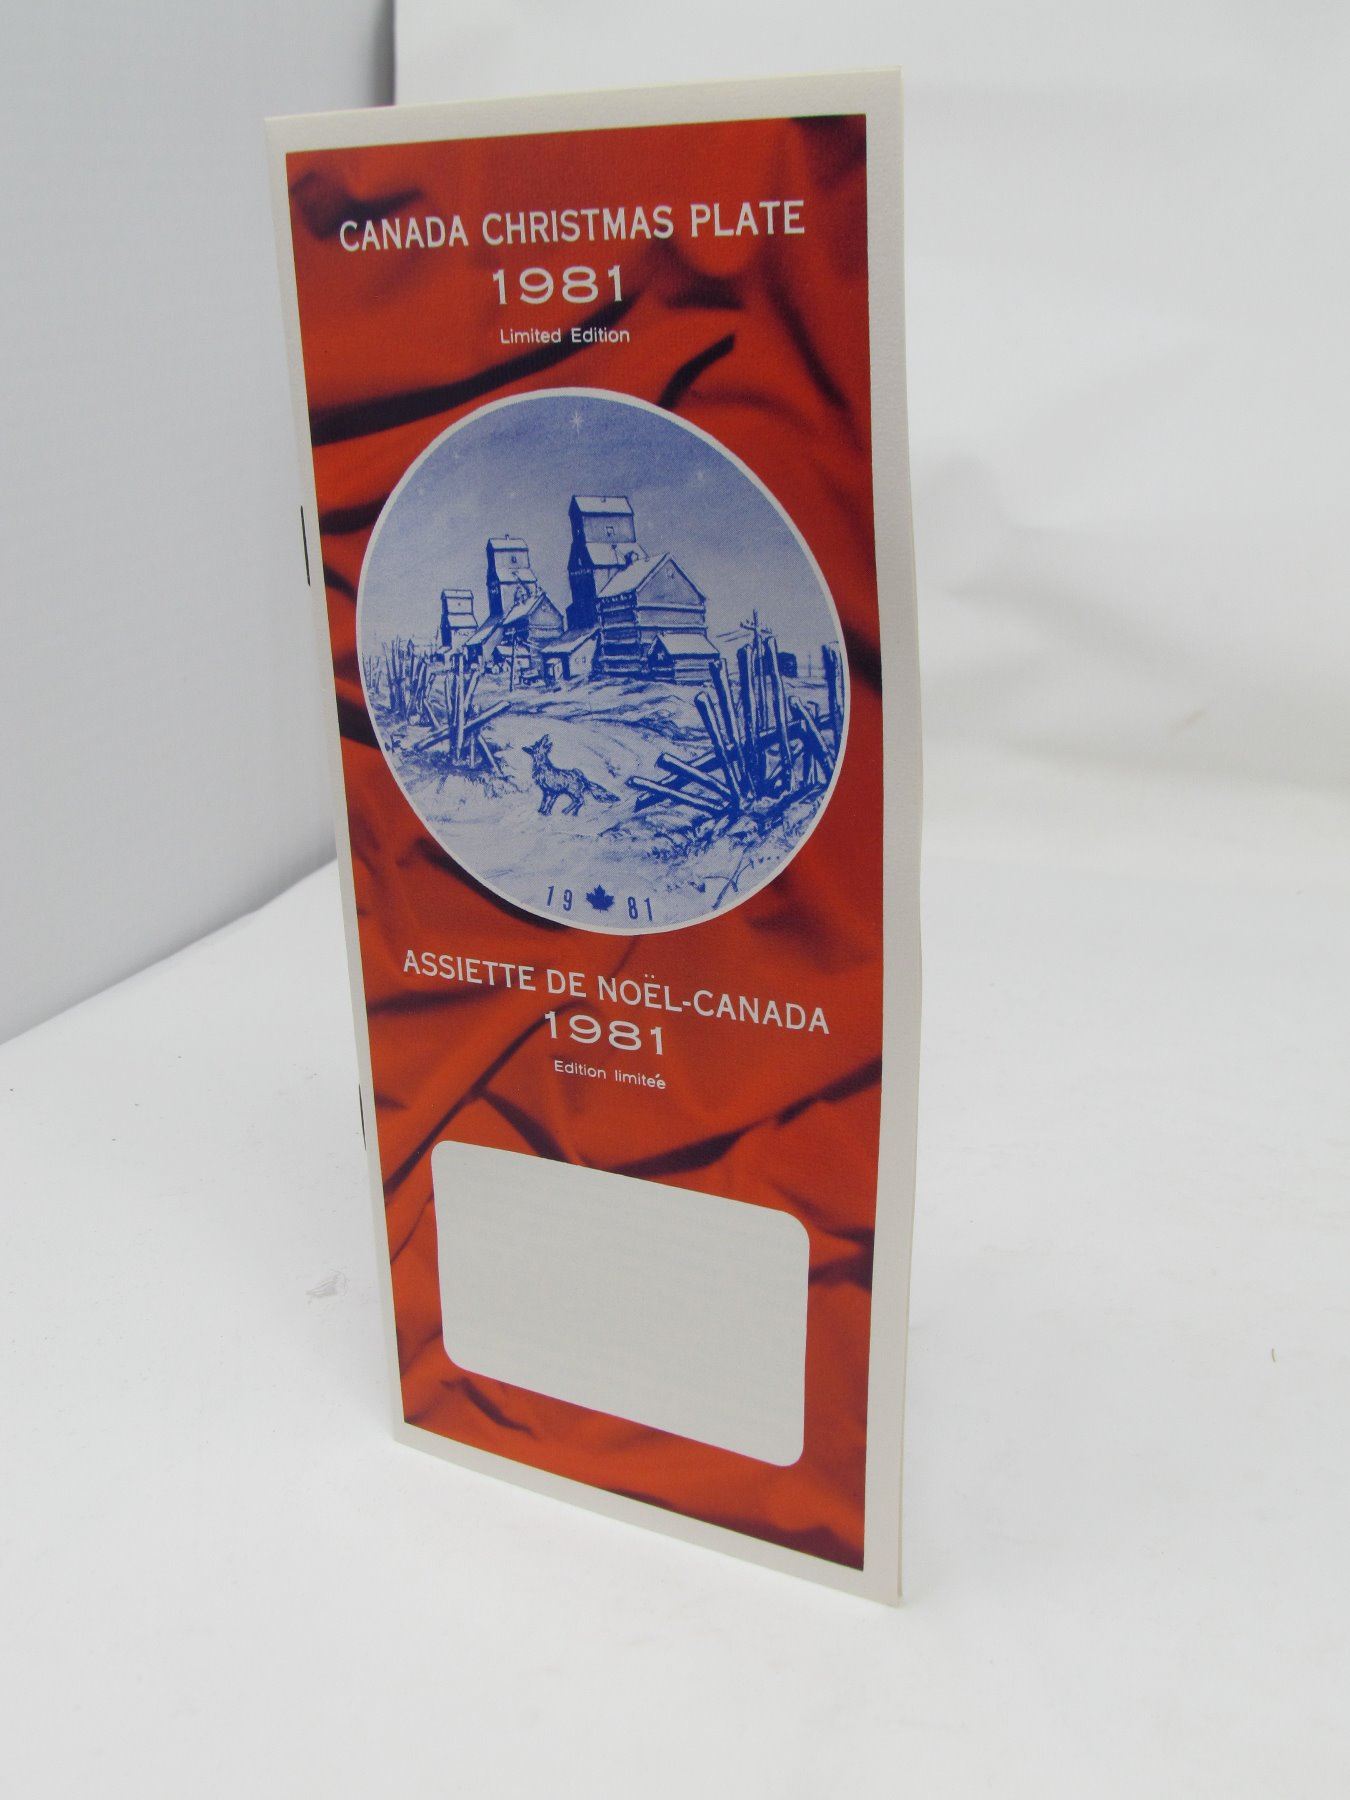 CANADA CHRISTMAS PLATE
1981
Limited Edition
19 81
ASSIETTE DE NOËL-CANADA
1981
Edition limitée